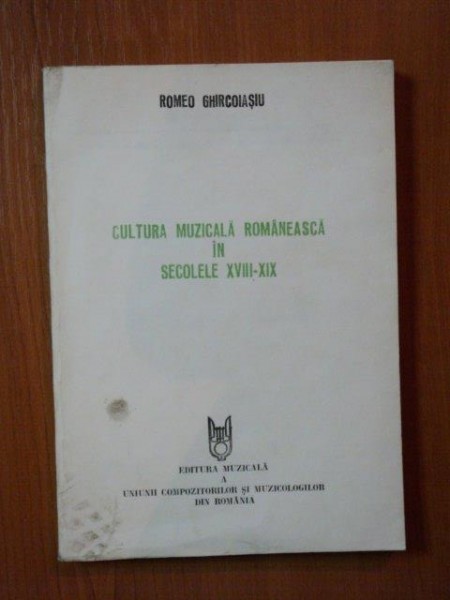 ROMEO GHIRCOIAȘIU
CULTURA MUZICALĂ ROMÂNEASCĂ
ÎN
SECOLELE XVIII-XIX
EDITURA MUZICALĂ
A
UNIUNII COMPOZITORILOR ȘI MUZICOLOGILOR
DIN ROMÂNIA